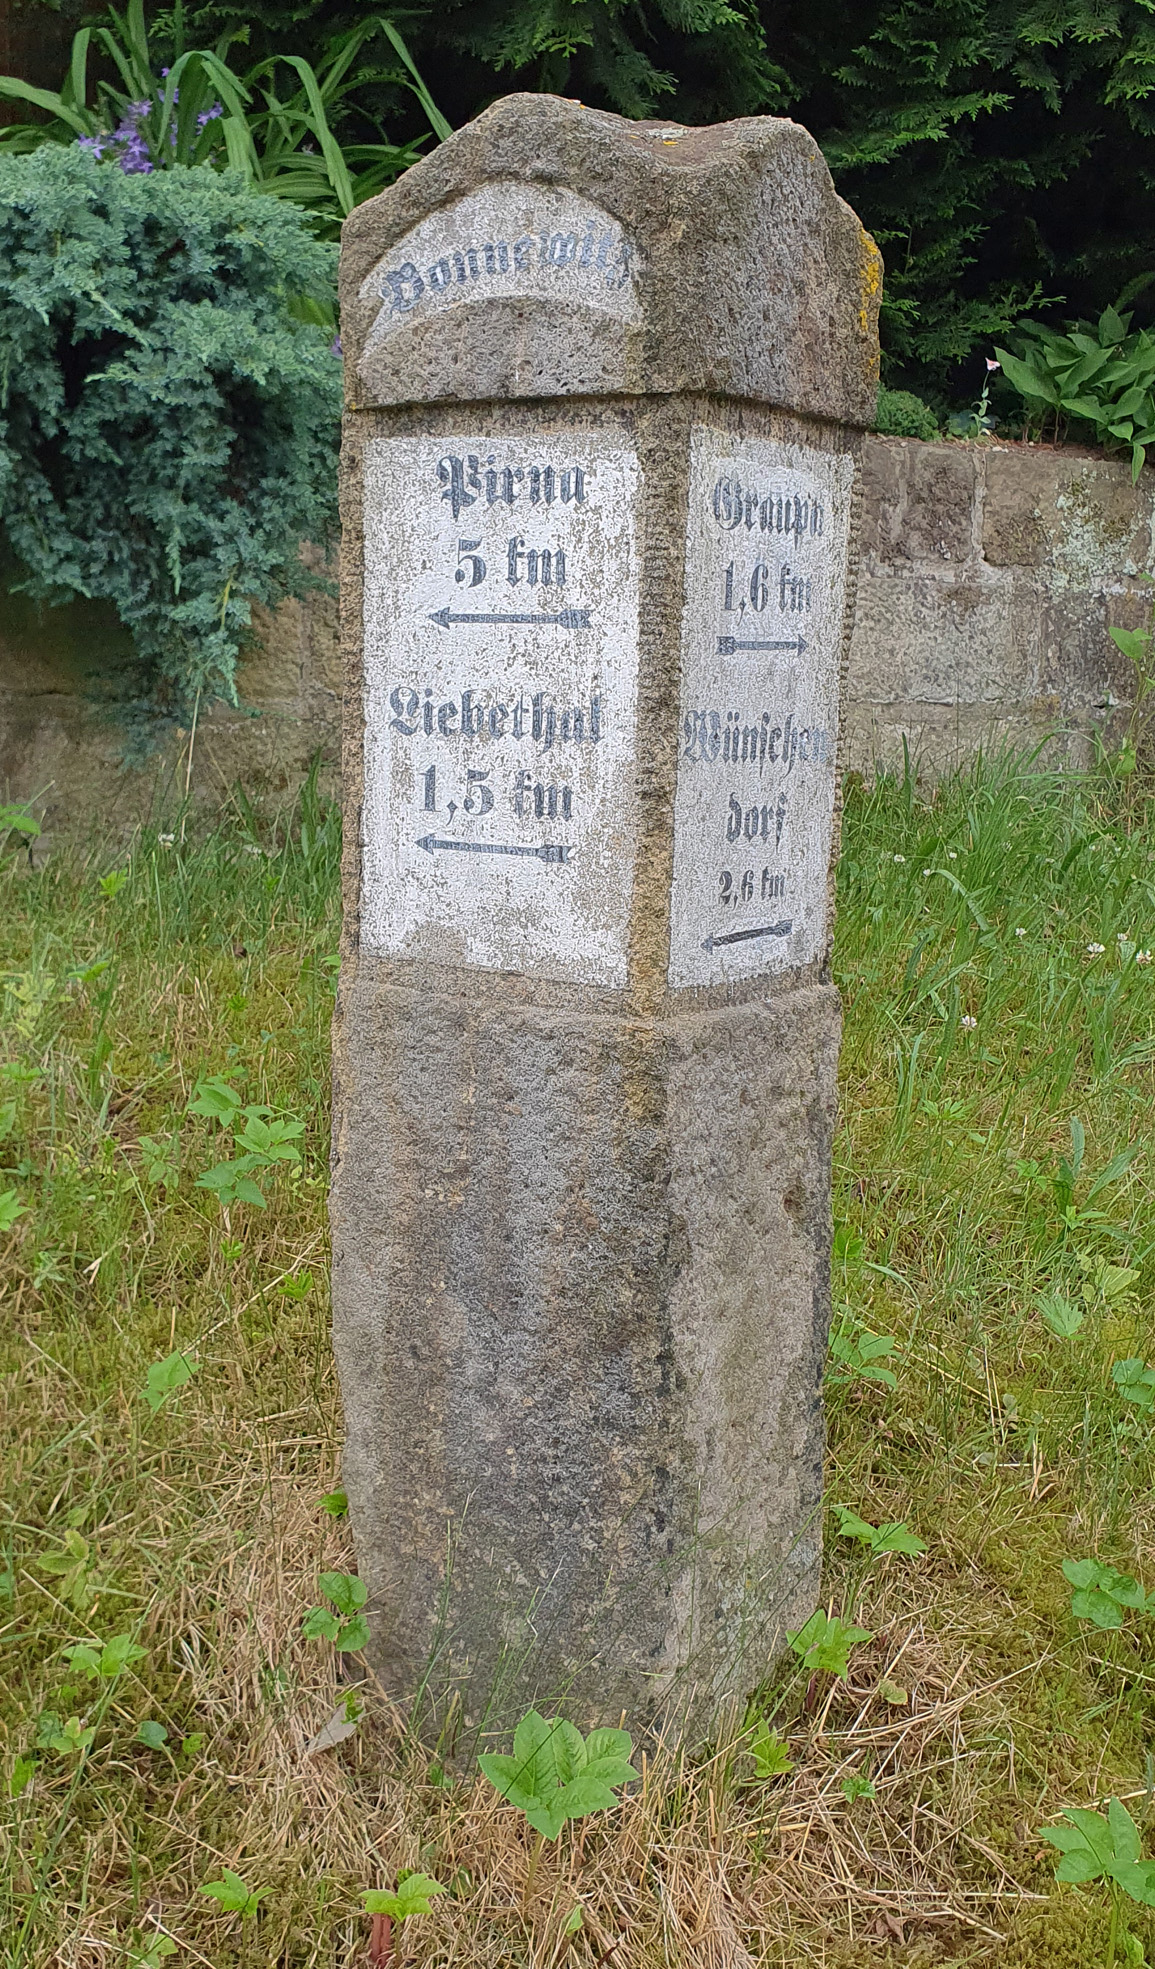 Bonnewitz
Pirna
5 km
Liebethal
1,5 km
Graupa
1,6 km
Wünschen
dorf
2,6 km